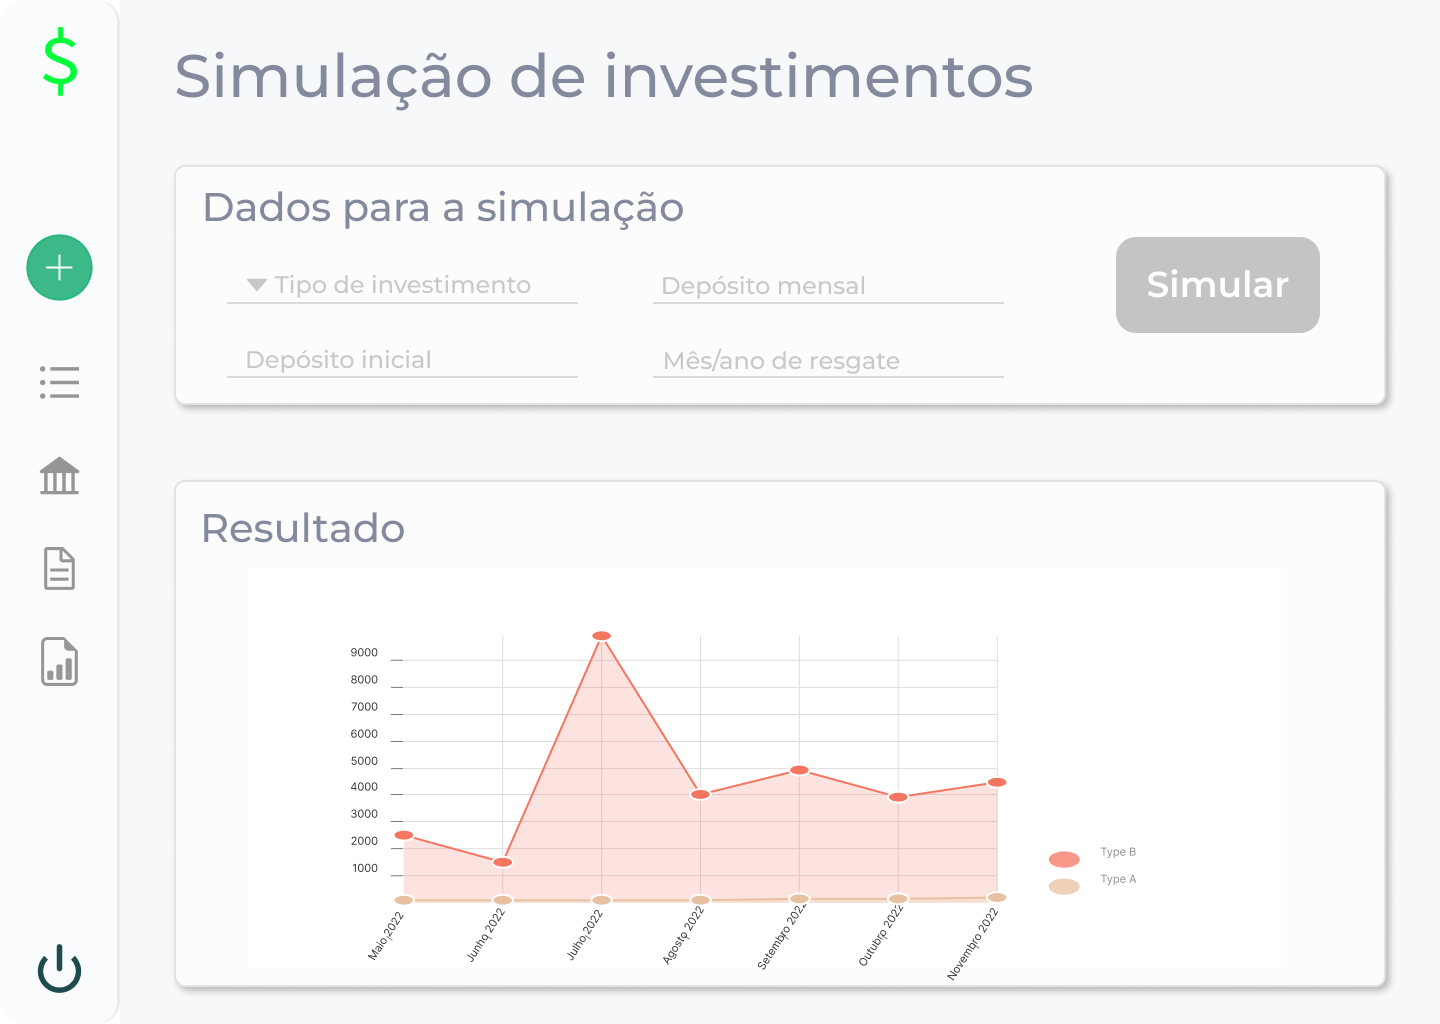 $
Simulação de investimentos
Dados para a simulação
Tipo de investimento
Depósito mensal
Simular
Depósito inicial
Mês/ano de resgate
Resultado
9000
8000
7000
6000
5000
4000
3000
2000
1000
Type B
Type A
Maio 2022
Junho 2022
Julho 2022
Agosto 2022
Setembro 2022
Outubro 2022
Novembro 2022